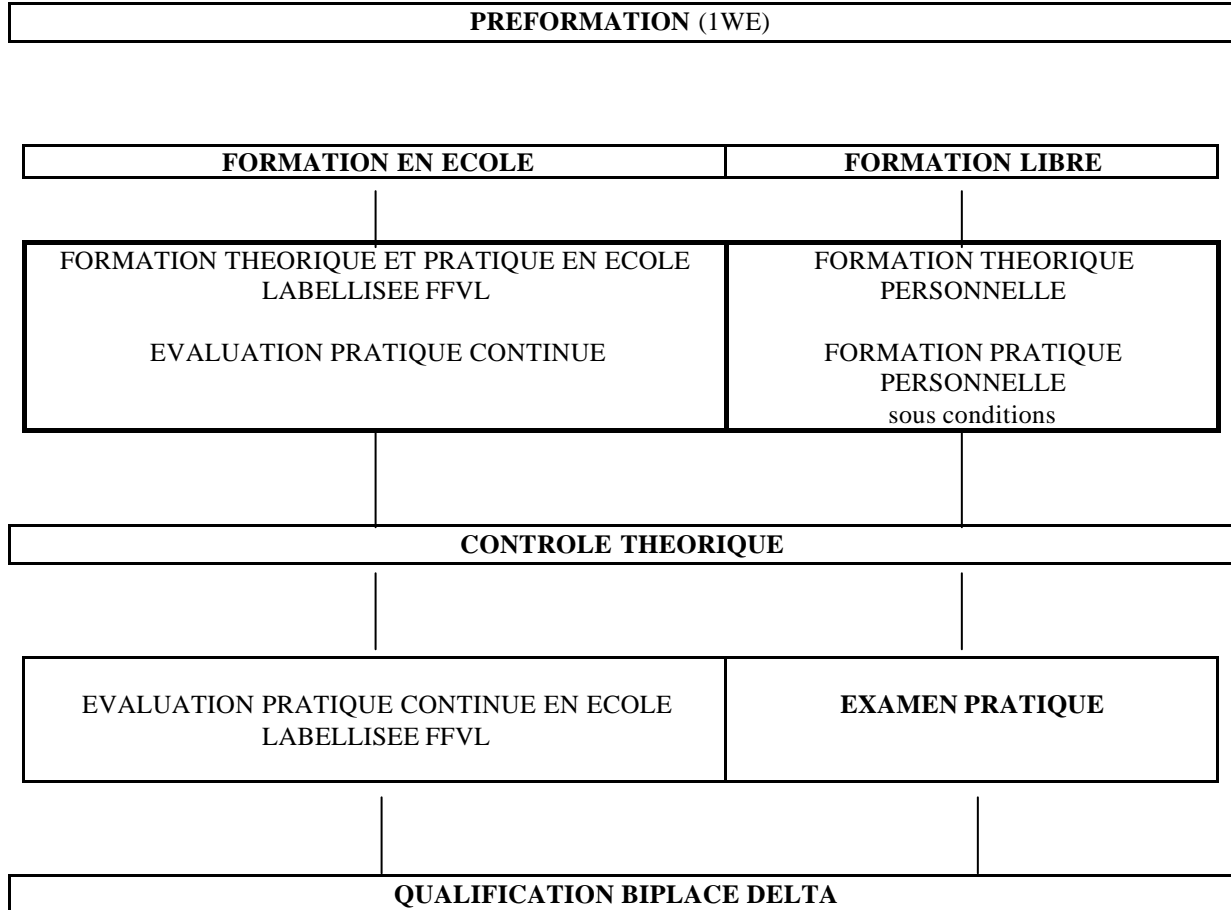 PREFORMATION (1WE)
FORMATION EN ECOLE
FORMATION LIBRE
FORMATION THEORIQUE ET PRATIQUE EN ECOLE
LABELLISEE FFVL
EVALUATION PRATIQUE CONTINUE
FORMATION THEORIQUE
PERSONNELLE
FORMATION PRATIQUE
PERSONNELLE
sous conditions
CONTROLE THEORIQUE
EVALUATION PRATIQUE CONTINUE EN ECOLE
LABELLISEE FFVL
EXAMEN PRATIQUE
QUALIFICATION BIPLACE DELTA